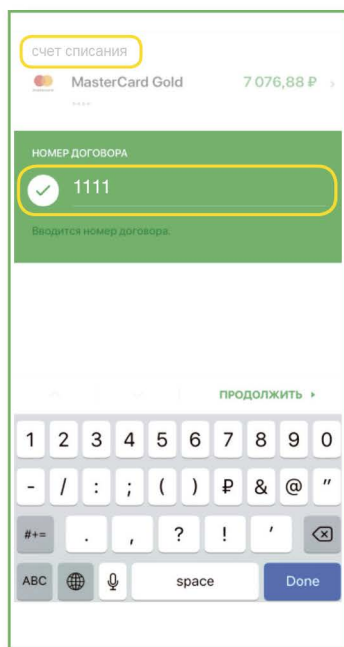 счет списания
MasterCard Gold 7 076,88 ₽ >
....
НОМЕР ДОГОВОРА
1111
Вводится номер договора.
ПРОДОЛЖИТЬ
1 2 3 4 5 6 7 8 9 0
- / : ; ( ) ₽ & @ "
#+= . , ? ! ’
ABC space Done